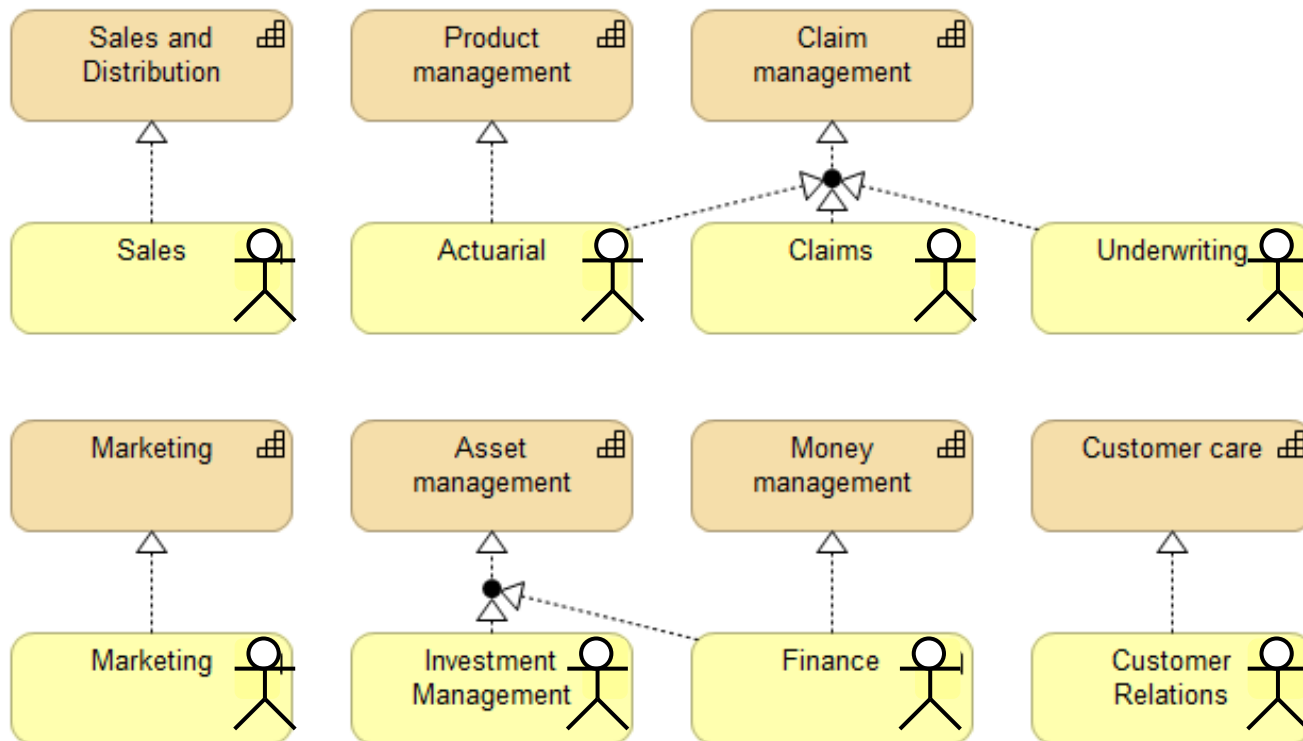 Sales and
Distribution
Product
management
Claim
management
Sales
Actuarial
Claims
Underwriting
Marketing
Asset
management
Money
management
Customer care
Marketing
Investment
Management
Finance
Customer
Relations